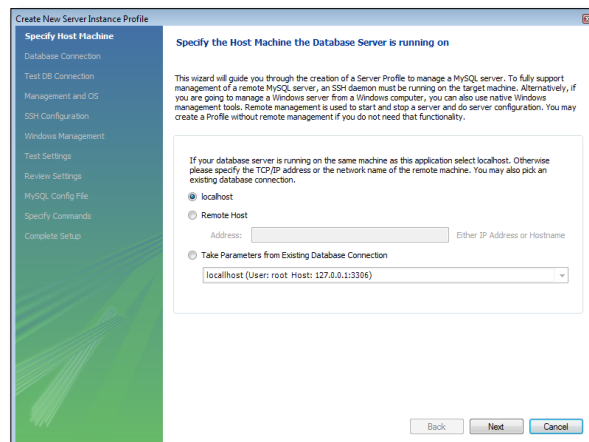 Create New Server Instance Profile
Specify Host Machine
Database Connection
Test DB Connection
Management and OS
SSH Configuration
Windows Management
Test Settings
Review Settings
MySQL Config File
Specify Commands
Complete Setup
Specify the Host Machine the Database Server is running on
This wizard will guide you through the creation of a Server Profile to manage a MySQL server. To fully support
management of a remote MySQL server, an SSH daemon must be running on the target machine. Alternatively, if
you are going to manage a Windows server from a Windows computer, you can also use native Windows
management tools. Remote management is used to start and stop a server and do server configuration. You may
create a Profile without remote management if you do not need that functionality.
If your database server is running on the same machine as this application select localhost. Otherwise
please specify the TCP/IP address or the network name of the remote machine. You may also pick an
existing database connection.
localhost
Remote Host
Address:
Either IP Address or Hostname
Take Parameters from Existing Database Connection
locallhost (User: root Host: 127.0.0.1:3306)
Back
Next
Cancel